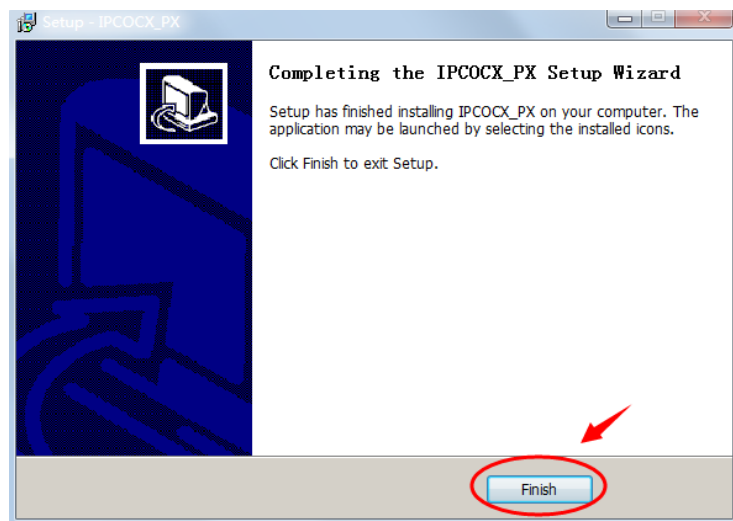 Setup - IPCOCX_PX
Completing the IPCOCX_PX Setup Wizard
Setup has finished installing IPCOCX_PX on your computer. The
application may be launched by selecting the installed icons.
Click Finish to exit Setup.
Finish